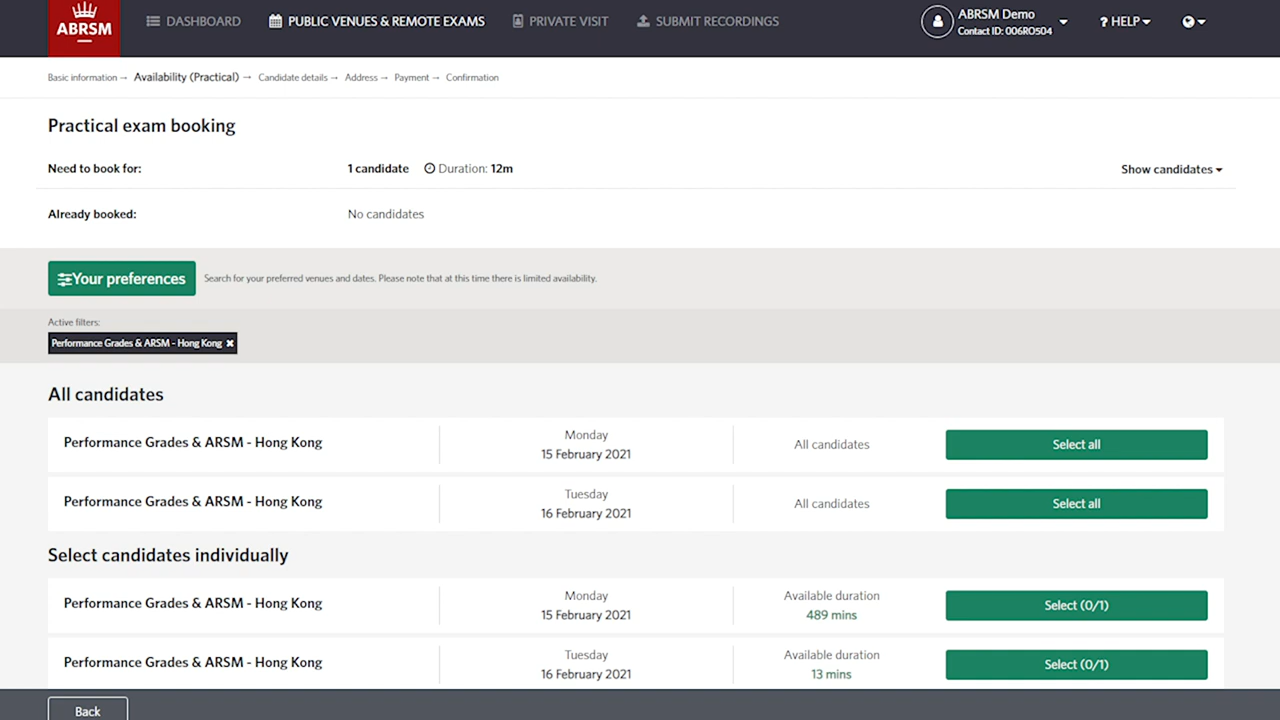 ABRSM
DASHBOARD
PUBLIC VENUES & REMOTE EXAMS
PRIVATE VISIT
SUBMIT RECORDINGS
ABRSM Demo
Contact ID: 006RO504
? HELP
Basic information → Availability (Practical) → Candidate details → Address → Payment → Confirmation
Practical exam booking
Need to book for: 1 candidate Duration: 12m Show candidates
Already booked: No candidates
Your preferences Search for your preferred venues and dates. Please note that at this time there is limited availability.
Active filters:
Performance Grades & ARSM - Hong Kong ✖
All candidates
Performance Grades & ARSM - Hong Kong
Monday
15 February 2021
All candidates
Select all
Performance Grades & ARSM - Hong Kong
Tuesday
16 February 2021
All candidates
Select all
Select candidates individually
Performance Grades & ARSM - Hong Kong
Monday
15 February 2021
Available duration
489 mins
Select (0/1)
Performance Grades & ARSM - Hong Kong
Tuesday
16 February 2021
Available duration
13 mins
Select (0/1)
Back